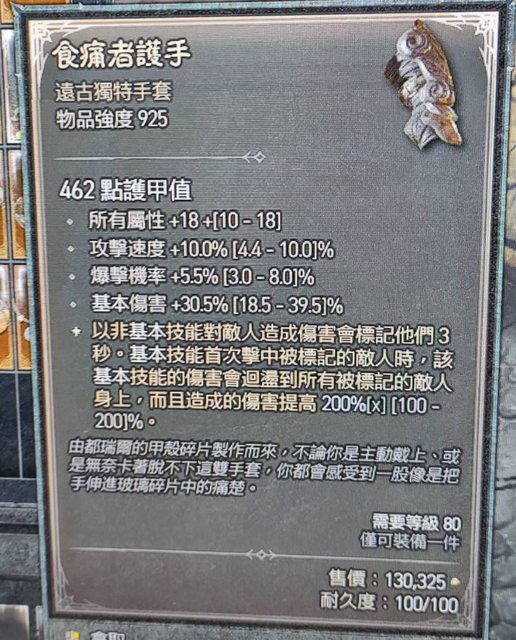 食痛者護手
遠古獨特手套
物品強度 925
462 點護甲值
所有屬性 +18 +[10 - 18]
攻擊速度 +10.0% [4.4 - 10.0]%
爆擊機率 +5.5% [3.0 - 8.0]%
基本傷害 +30.5% [18.5 - 39.5]%
以非基本技能對敵人造成傷害會標記他們 3
秒。基本技能首次擊中被標記的敵人時，該
基本技能的傷害會迴盪到所有被標記的敵人
身上，而且造成的傷害提高 200%[x] [100 -
200]%。
由都瑞爾的甲殼碎片製作而來，不論你是主動戴上、或
是無奈卡著脫不下這雙手套，你都會感受到一股像是把
手伸進玻璃碎片中的痛楚。
需要等級 80
僅可裝備一件
售價：130,325
耐久度：100/100